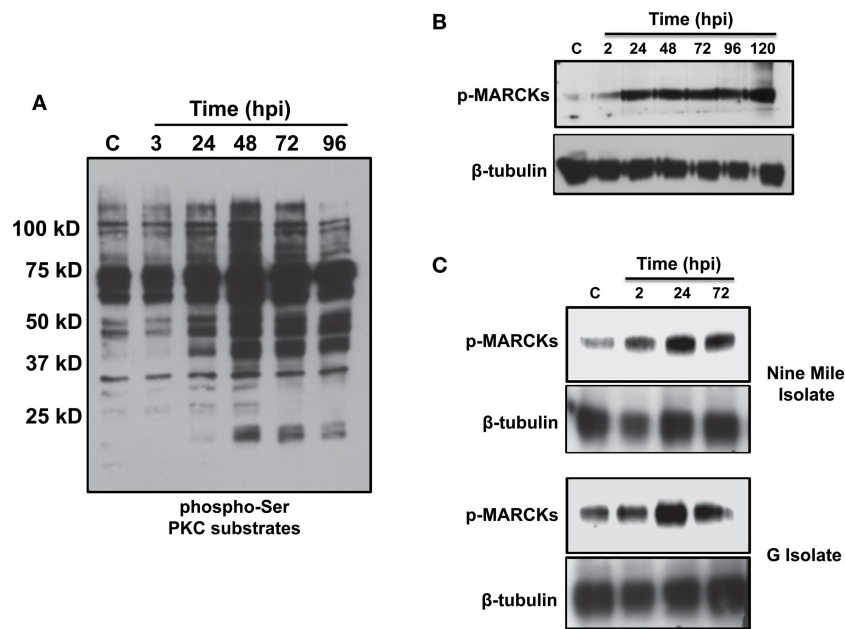 A
Time (hpi)
C 3 24 48 72 96
100 kD
75 kD
50 kD
37 kD
25 kD
phospho-Ser
PKC substrates
B
Time (hpi)
C 2 24 48 72 96 120
p-MARCKs
β-tubulin
C
Time (hpi)
C 2 24 72
p-MARCKs
β-tubulin
Nine Mile
Isolate
p-MARCKs
β-tubulin
G Isolate